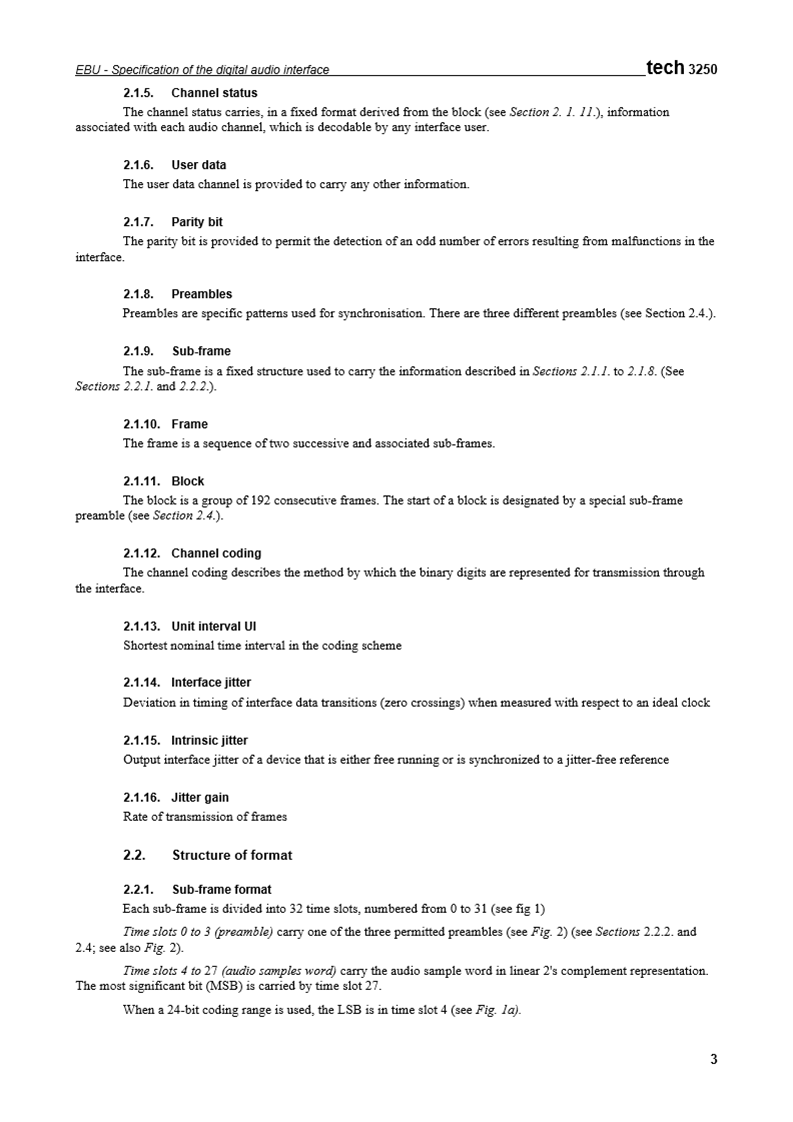 EBU - Specification of the digital audio interface tech 3250
2.1.5. Channel status
The channel status carries, in a fixed format derived from the block (see Section 2. 1. 11.), information
associated with each audio channel, which is decodable by any interface user.
2.1.6. User data
The user data channel is provided to carry any other information.
2.1.7. Parity bit
The parity bit is provided to permit the detection of an odd number of errors resulting from malfunctions in the
interface.
2.1.8. Preambles
Preambles are specific patterns used for synchronisation. There are three different preambles (see Section 2.4.).
2.1.9. Sub-frame
The sub-frame is a fixed structure used to carry the information described in Sections 2.1.1. to 2.1.8. (See
Sections 2.2.1. and 2.2.2.).
2.1.10. Frame
The frame is a sequence of two successive and associated sub-frames.
2.1.11. Block
The block is a group of 192 consecutive frames. The start of a block is designated by a special sub-frame
preamble (see Section 2.4.).
2.1.12. Channel coding
The channel coding describes the method by which the binary digits are represented for transmission through
the interface.
2.1.13. Unit interval UI
Shortest nominal time interval in the coding scheme
2.1.14. Interface jitter
Deviation in timing of interface data transitions (zero crossings) when measured with respect to an ideal clock
2.1.15. Intrinsic jitter
Output interface jitter of a device that is either free running or is synchronized to a jitter-free reference
2.1.16. Jitter gain
Rate of transmission of frames
2.2. Structure of format
2.2.1. Sub-frame format
Each sub-frame is divided into 32 time slots, numbered from 0 to 31 (see fig 1)
Time slots 0 to 3 (preamble) carry one of the three permitted preambles (see Fig. 2) (see Sections 2.2.2. and
2.4; see also Fig. 2).
Time slots 4 to 27 (audio samples word) carry the audio sample word in linear 2's complement representation.
The most significant bit (MSB) is carried by time slot 27.
When a 24-bit coding range is used, the LSB is in time slot 4 (see Fig. 1a).
3